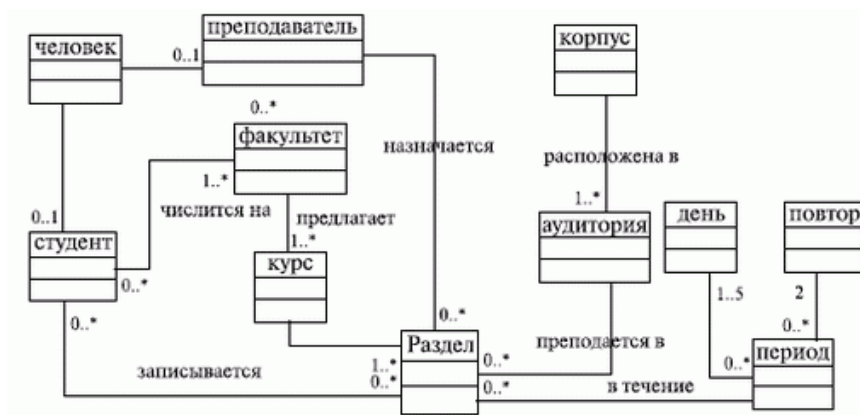 преподаватель
корпус
человек
0..1
0..*
факультет
назначается
расположена в
1..*
1..*
числится на
предлагает
0..1
1..*
студент
аудитория
день
повтор
курс
0..*
1..5
2
0..*
0..*
0..*
Раздел
преподается в
период
1..*
0..*
0..*
записывается
0..*
0..*
в течение